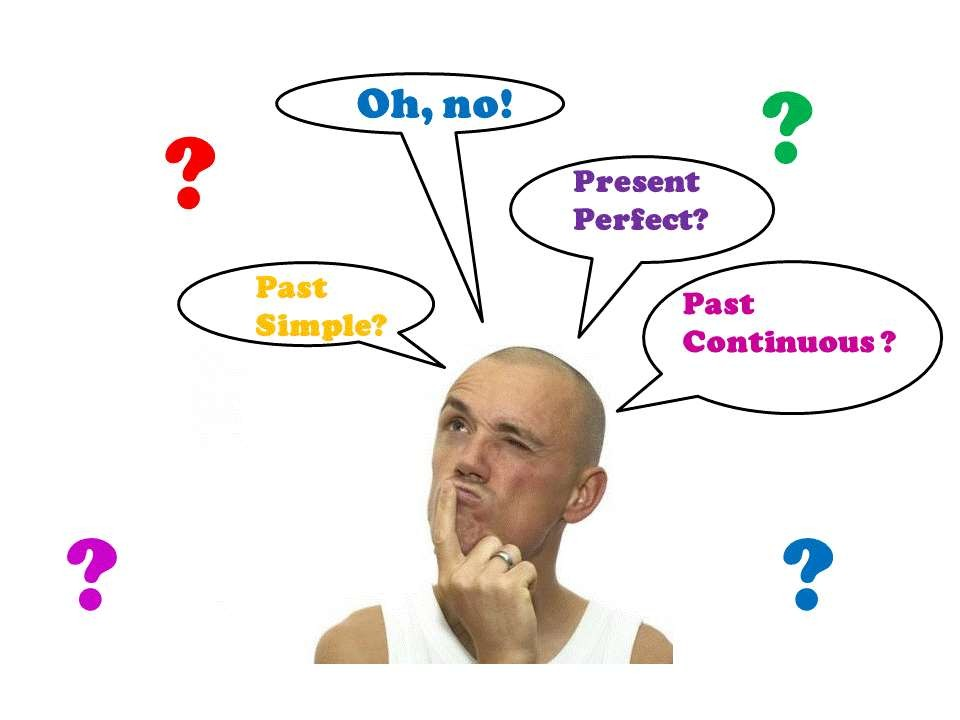 Oh, no!
?
?
Present
Perfect?
Past
Simple?
Past
Continuous ?
?
?